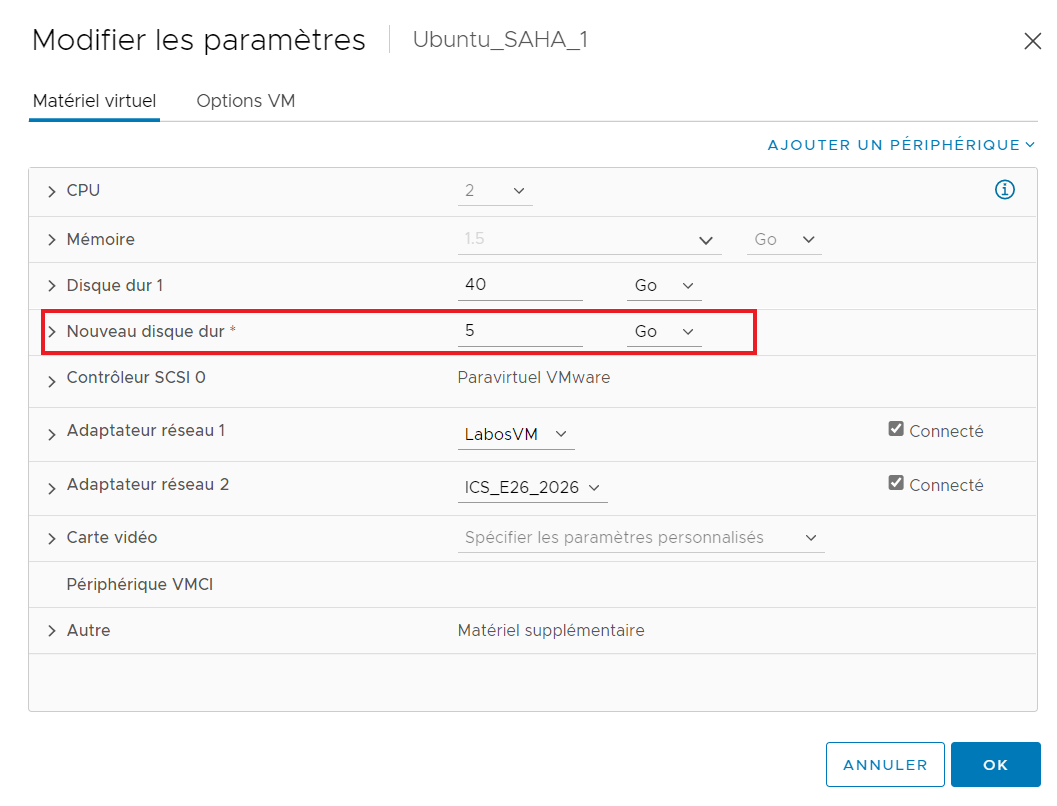 Modifier les paramètres | Ubuntu_SAHA_1
Matériel virtuel Options VM
AJOUTER UN PÉRIPHÉRIQUE
CPU 2
Mémoire 1.5 Go
Disque dur 1 40 Go
Nouveau disque dur * 5 Go
Contrôleur SCSI 0 Paravirtuel VMware
Adaptateur réseau 1 LabosVM Connecté
Adaptateur réseau 2 ICS_E26_2026 Connecté
Carte vidéo Spécifier les paramètres personnalisés
Périphérique VMCI
Autre Matériel supplémentaire
ANNULER OK